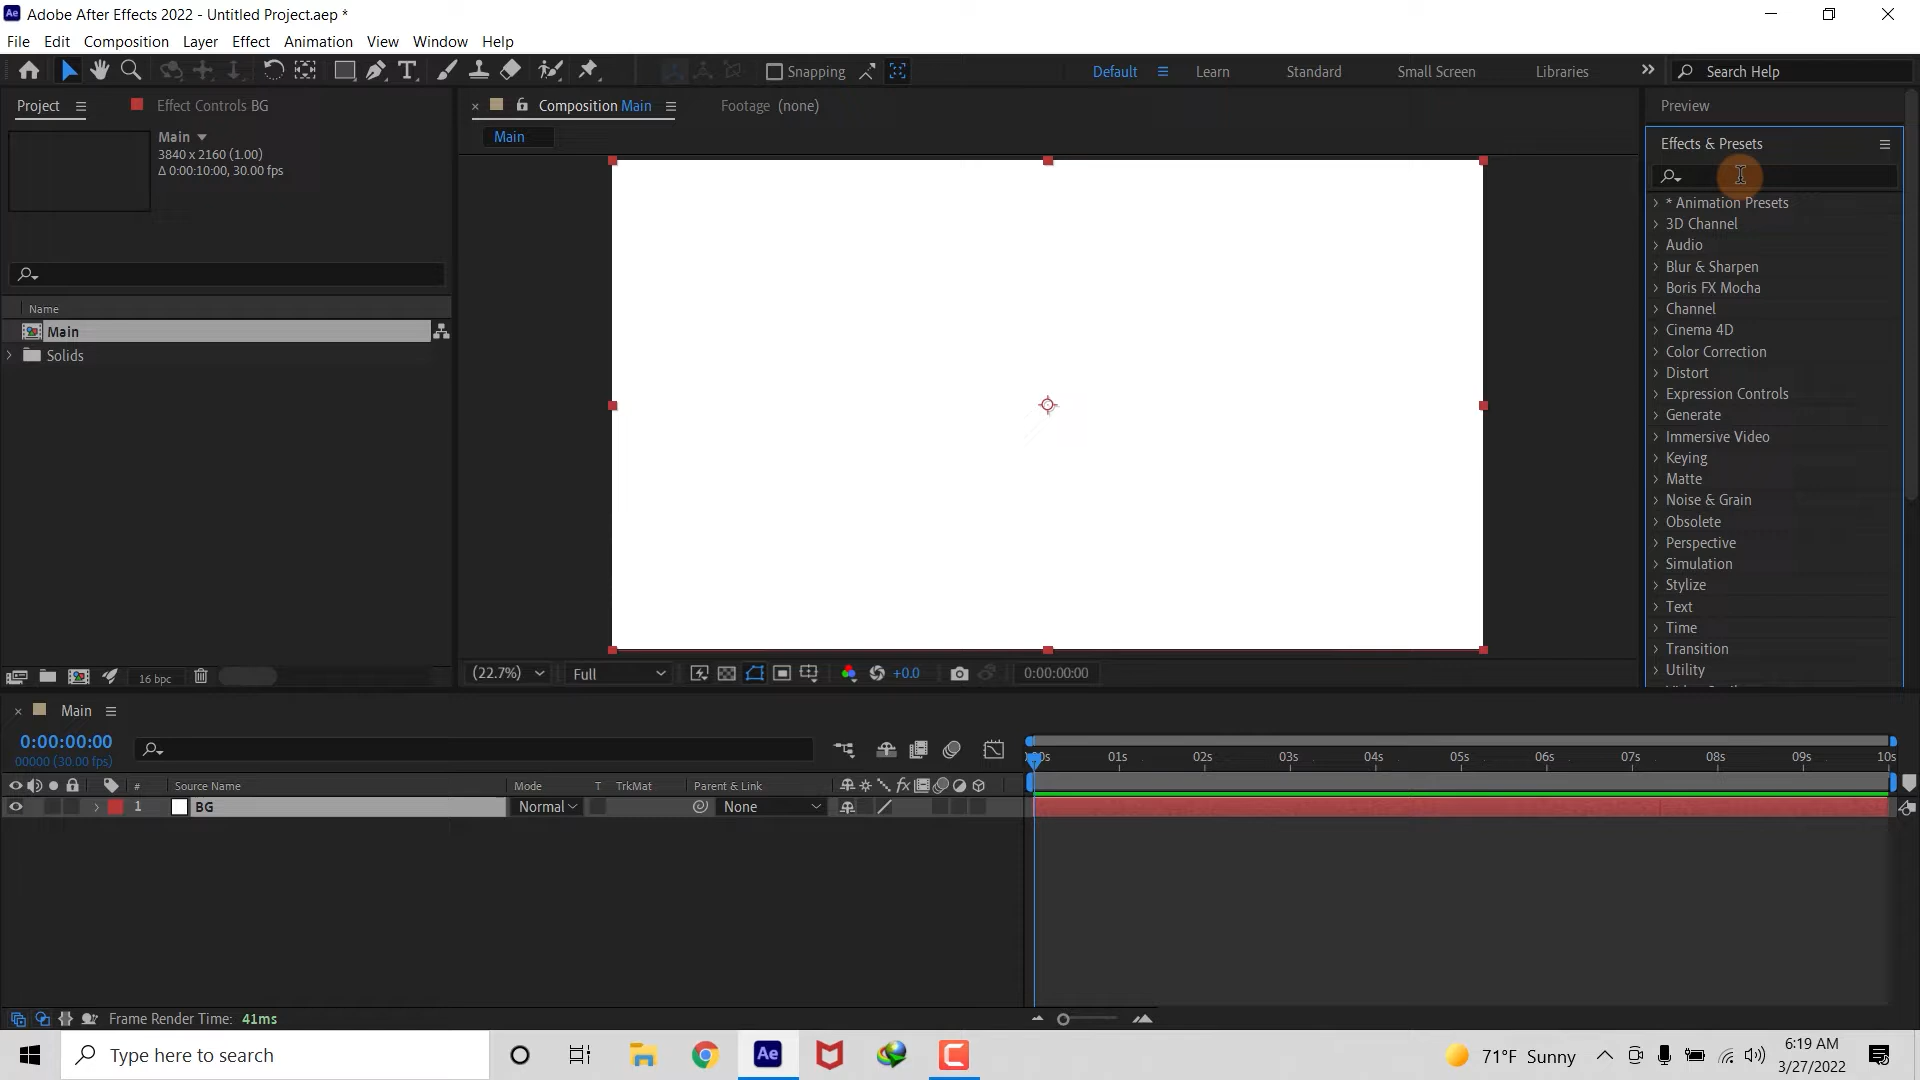 Adobe After Effects 2022 - Untitled Project.aep *
File Edit Composition Layer Effect Animation View Window Help
Snapping
Default Learn Standard Small Screen Libraries
Search Help
Project
Effect Controls BG
Main
3840 x 2160 (1.00)
Δ 0:00:10:00, 30.00 fps
Name
Main
Solids
16 bpc
Composition Main
Footage (none)
Main
(22.7%)
Full
+0.0
0:00:00:00
Preview
Effects & Presets
* Animation Presets
3D Channel
Audio
Blur & Sharpen
Boris FX Mocha
Channel
Cinema 4D
Color Correction
Distort
Expression Controls
Generate
Immersive Video
Keying
Matte
Noise & Grain
Obsolete
Perspective
Simulation
Stylize
Text
Time
Transition
Utility
Main
0:00:00:00
00000 (30.00 fps)
# Source Name Mode T TrkMat Parent & Link
1 BG Normal None
01s 02s 03s 04s 05s 06s 07s 08s 09s 10s
Frame Render Time: 41ms
Type here to search
Ae
71°F Sunny
6:19 AM
3/27/2022